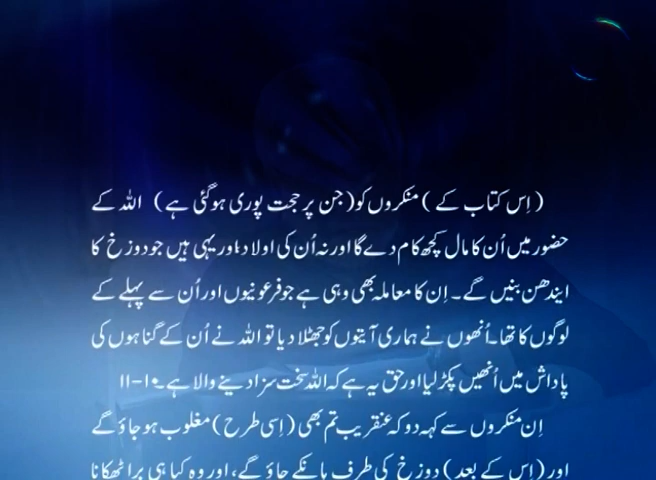 (اِس کتاب کے) منکروں کو (جن پر حجت پوری ہوگئی ہے) اللہ کے
حضور میں اُن کا مال کچھ کام دے گا اور نہ اُن کی اولاد، اور یہی ہیں جو دوزخ کا
ایندھن بنیں گے۔ اِن کا معاملہ بھی وہی ہے جو فرعونیوں اور اُن سے پہلے کے
لوگوں کا تھا۔ اُنھوں نے ہماری آیتوں کو جھٹلا دیا تو اللہ نے اُن کے گناہوں کی
پاداش میں اُنھیں پکڑ لیا اور حق یہ ہے کہ اللہ سخت سزا دینے والا ہے۔ ۱۰-۱۱
اِن منکروں سے کہہ دو کہ عنقریب تم بھی (اِسی طرح) مغلوب ہو جاؤ گے
اور (اِس کے بعد) دوزخ کی طرف ہانکے جاؤ گے، اور وہ کیا ہی برا ٹھکانا